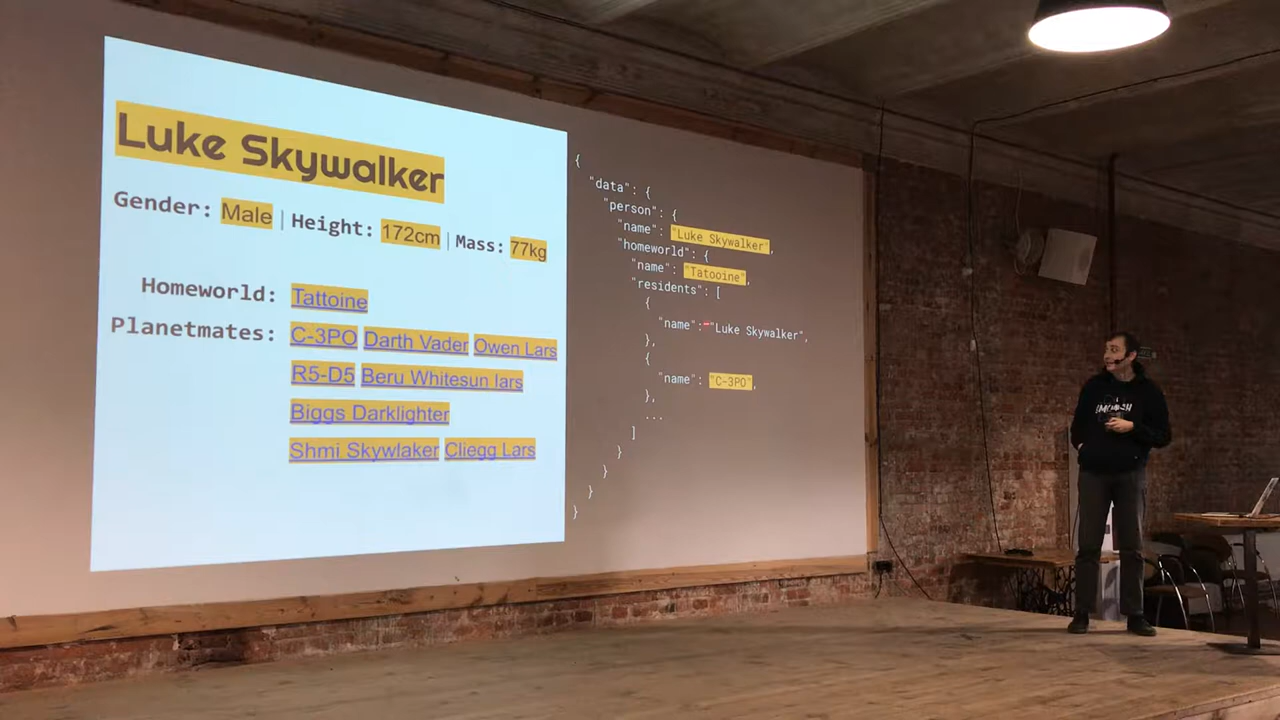 Luke Skywalker
Gender: Male | Height: 172cm | Mass: 77kg
Homeworld: Tattoine
Planetmates: C-3PO Darth Vader Owen Lars
R5-D5 Beru Whitesun lars
Biggs Darklighter
Shmi Skywlaker Cliegg Lars
{
"data": {
"person": {
"name": "Luke Skywalker",
"homeworld": {
"name": "Tatooine",
"residents": [
{
"name": "Luke Skywalker",
},
{
"name": "C-3PO",
},
...
]
}
}
}
}